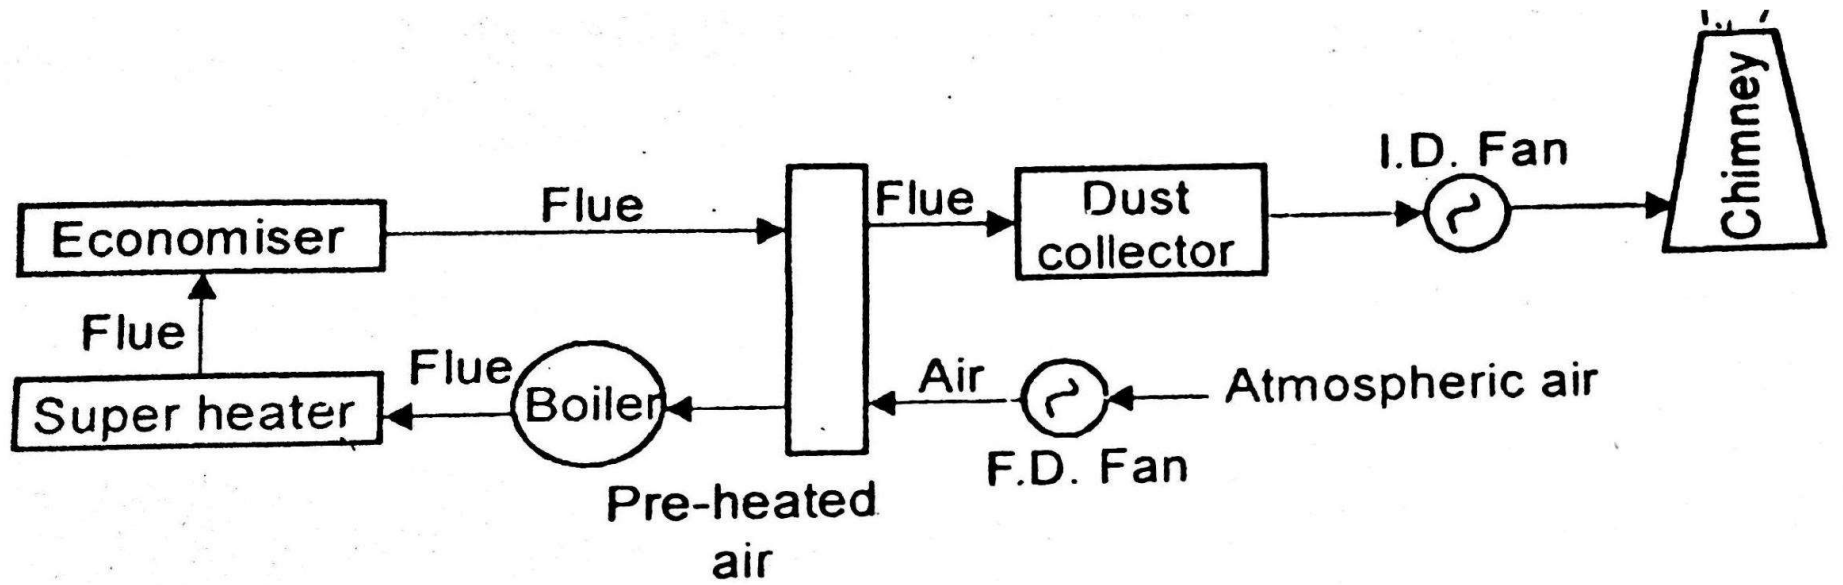 Chimney
I.D. Fan
Flue
Flue
Dust
collector
Economiser
Flue
Flue
Boiler
Air
Atmospheric air
Super heater
F.D. Fan
Pre-heated
air